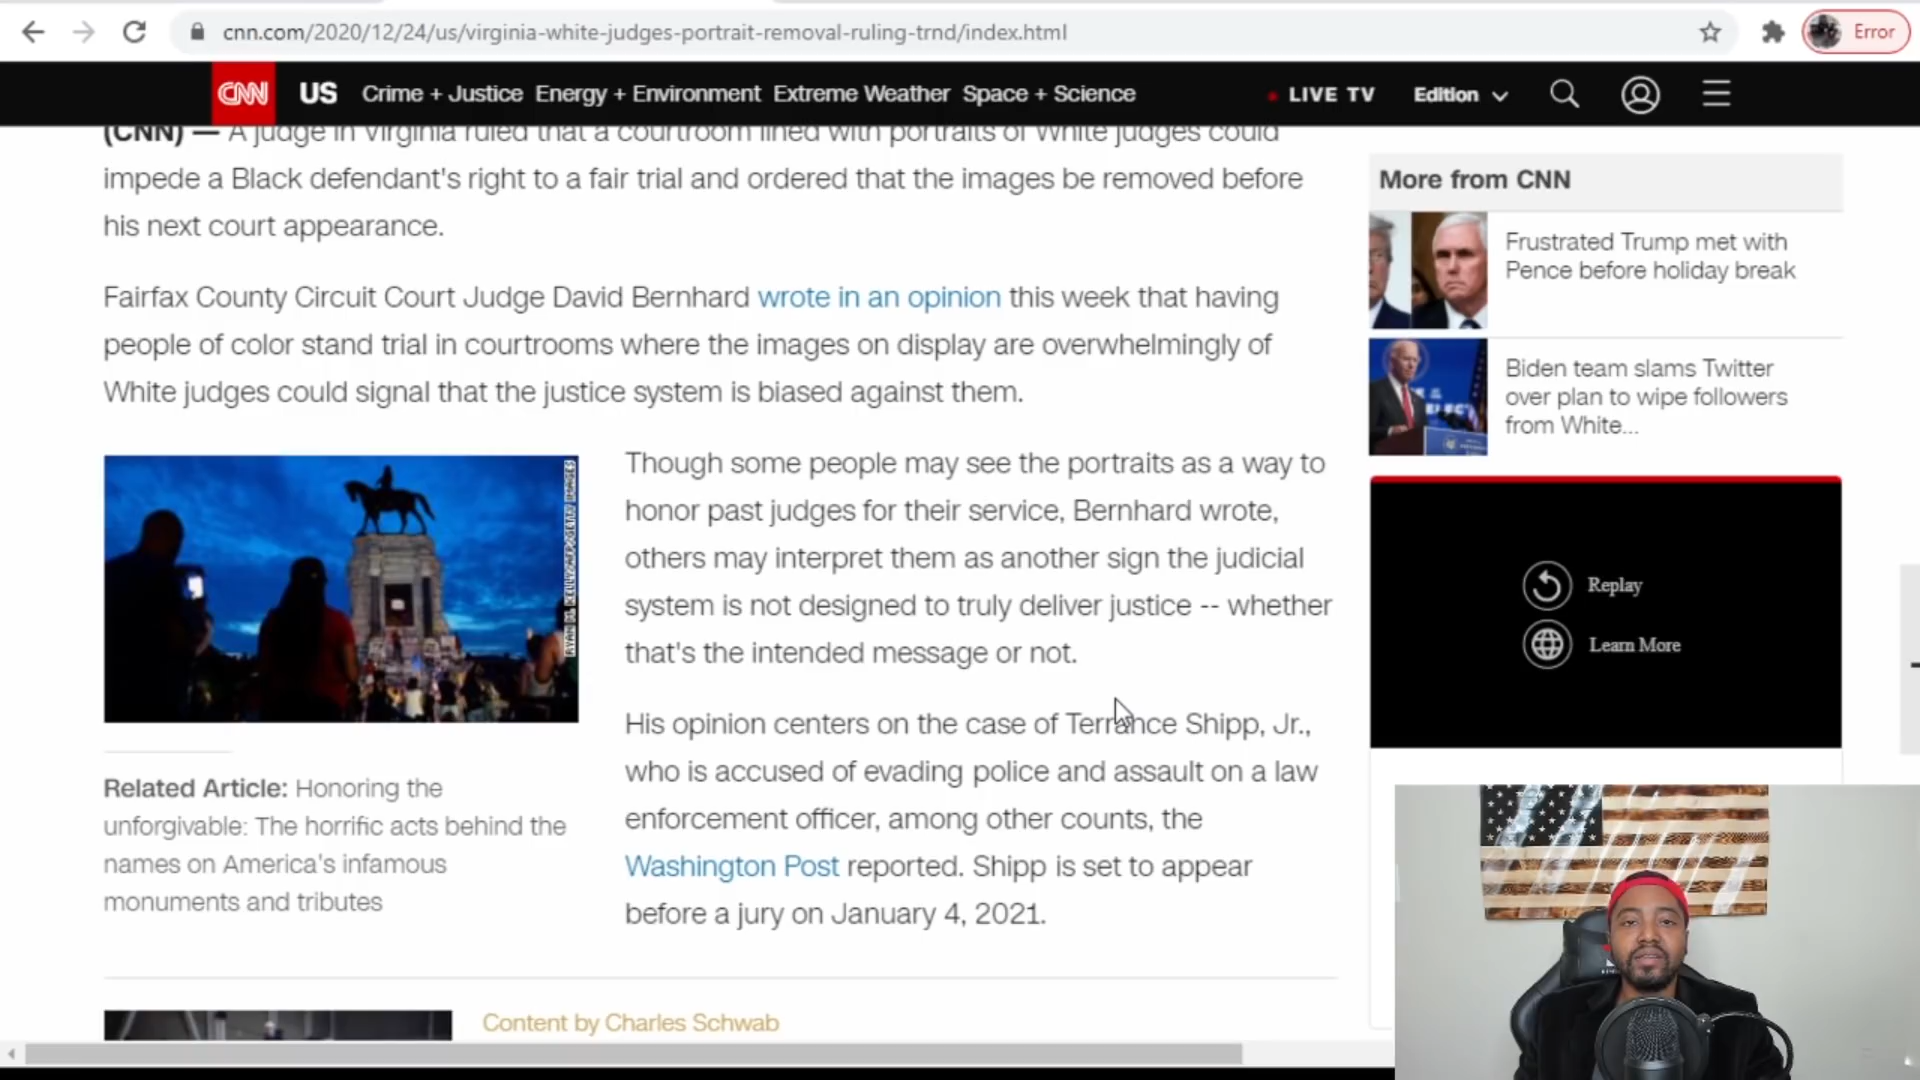 cnn.com/2020/12/24/us/virginia-white-judges-portrait-removal-ruling-trnd/index.html
Error
CNN US Crime + Justice Energy + Environment Extreme Weather Space + Science
LIVE TV Edition
(CNN) — A judge in Virginia ruled that a courtroom lined with portraits of White judges could
impede a Black defendant's right to a fair trial and ordered that the images be removed before
his next court appearance.
Fairfax County Circuit Court Judge David Bernhard wrote in an opinion this week that having
people of color stand trial in courtrooms where the images on display are overwhelmingly of
White judges could signal that the justice system is biased against them.
RYAN M. KELLY/AFP/GETTY IMAGES
Related Article: Honoring the
unforgivable: The horrific acts behind the
names on America's infamous
monuments and tributes
Though some people may see the portraits as a way to
honor past judges for their service, Bernhard wrote,
others may interpret them as another sign the judicial
system is not designed to truly deliver justice -- whether
that's the intended message or not.
His opinion centers on the case of Terrance Shipp, Jr.,
who is accused of evading police and assault on a law
enforcement officer, among other counts, the
Washington Post reported. Shipp is set to appear
before a jury on January 4, 2021.
Content by Charles Schwab
More from CNN
Frustrated Trump met with
Pence before holiday break
Biden team slams Twitter
over plan to wipe followers
from White...
Replay
Learn More